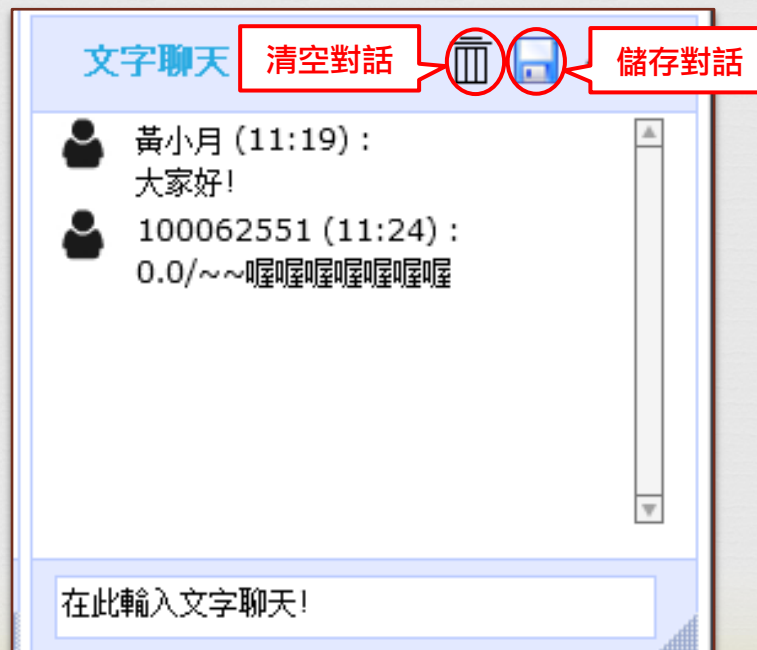 文字聊天
清空對話
儲存對話
黃小月 (11:19) :
大家好!
100062551 (11:24) :
0.0/~~喔喔喔喔喔喔喔
在此輸入文字聊天!